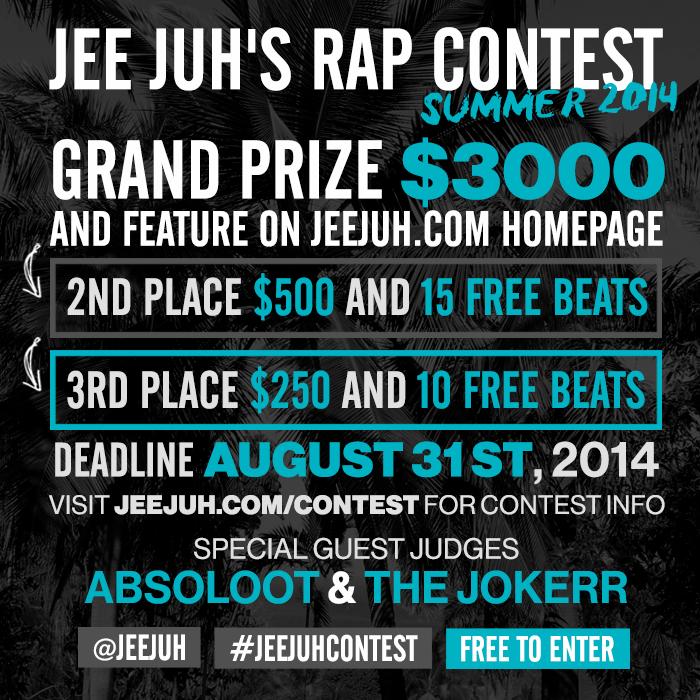 JEE JUH'S RAP CONTEST
SUMMER 2014
GRAND PRIZE $3000
AND FEATURE ON JEEJUH.COM HOMEPAGE
2ND PLACE $500 AND 15 FREE BEATS
3RD PLACE $250 AND 10 FREE BEATS
DEADLINE AUGUST 31ST, 2014
VISIT JEEJUH.COM/CONTEST FOR CONTEST INFO
SPECIAL GUEST JUDGES
ABSOLOOT & THE JOKERR
@JEEJUH #JEEJUHCONTEST FREE TO ENTER